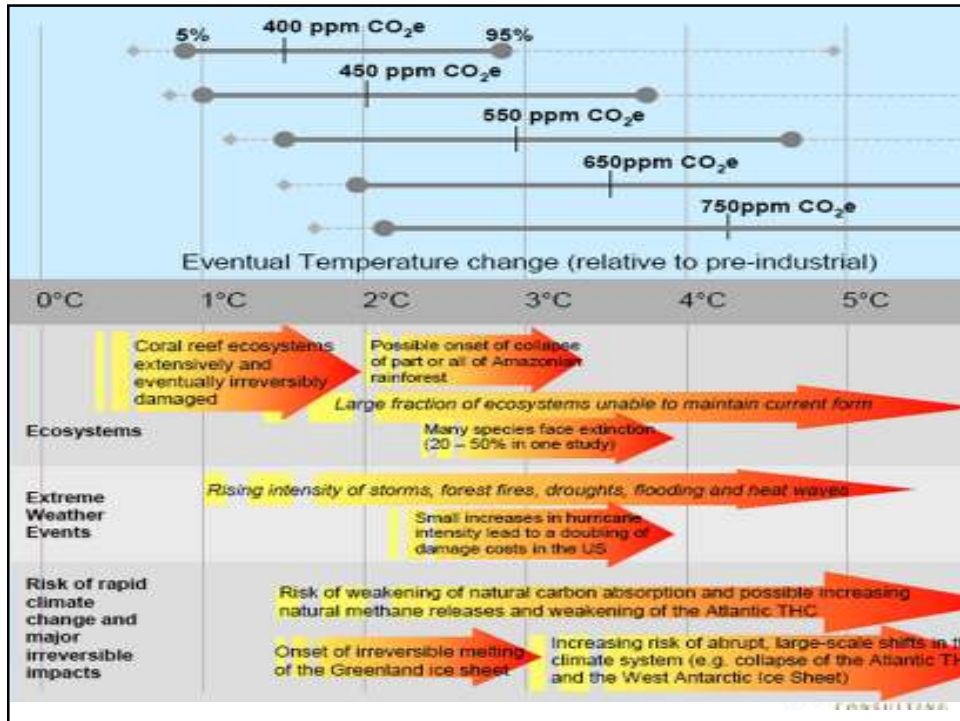 5% 400 ppm CO₂e 95%
450 ppm CO₂e
550 ppm CO₂e
650ppm CO₂e
750ppm CO₂e
Eventual Temperature change (relative to pre-industrial)
0°C 1°C 2°C 3°C 4°C 5°C
Coral reef ecosystems
extensively and
eventually irreversibly
damaged
Possible onset of collapse
of part or all of Amazonian
rainforest
Large fraction of ecosystems unable to maintain current form
Ecosystems
Many species face extinction
(20 – 50% in one study)
Rising intensity of storms, forest fires, droughts, flooding and heat waves
Extreme
Weather
Events
Small increases in hurricane
intensity lead to a doubling of
damage costs in the US
Risk of rapid
climate
change and
major
irreversible
impacts
Risk of weakening of natural carbon absorption and possible increasing
natural methane releases and weakening of the Atlantic THC
Onset of irreversible melting
of the Greenland ice sheet
Increasing risk of abrupt, large-scale shifts in th
climate system (e.g. collapse of the Atlantic TH
and the West Antarctic Ice Sheet)
CONSULTING